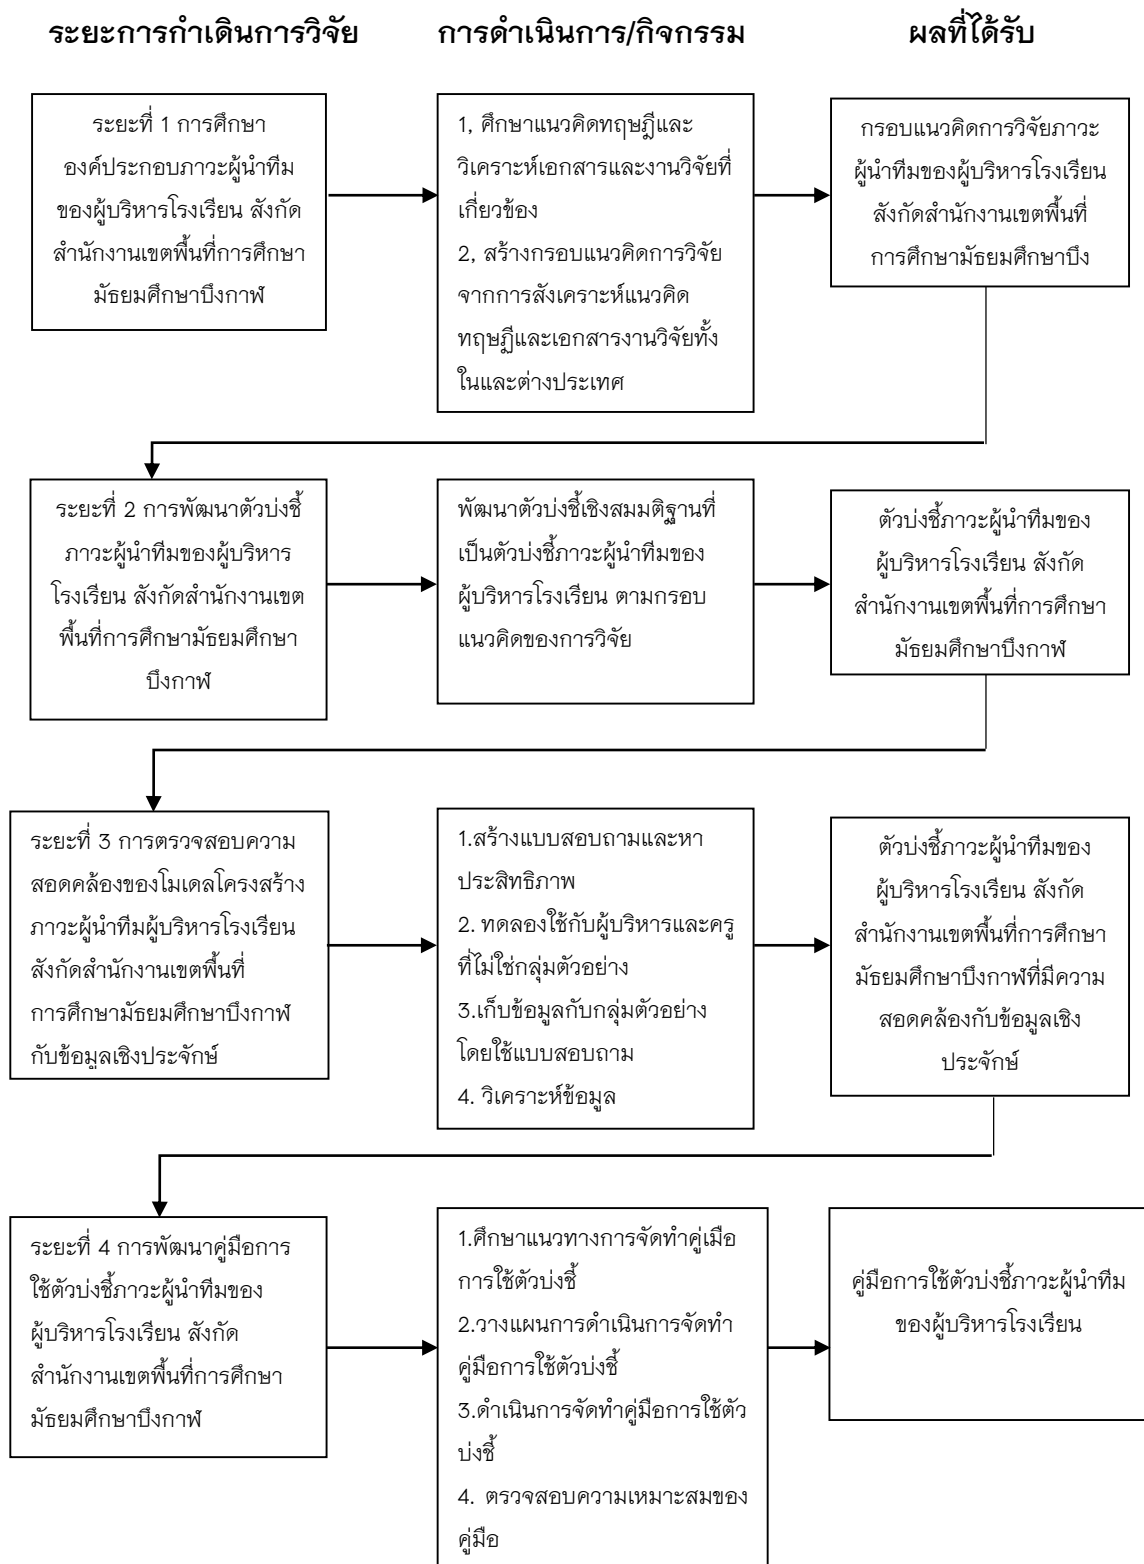 ระยะการกำเดินการวิจัย
การดำเนินการ/กิจกรรม
ผลที่ได้รับ
ระยะที่ 1 การศึกษา
องค์ประกอบภาวะผู้นำทีม
ของผู้บริหารโรงเรียน สังกัด
สำนักงานเขตพื้นที่การศึกษา
มัธยมศึกษาบึงกาฬ
1, ศึกษาแนวคิดทฤษฎีและ
วิเคราะห์เอกสารและงานวิจัยที่
เกี่ยวข้อง
2, สร้างกรอบแนวคิดการวิจัย
จากการสังเคราะห์แนวคิด
ทฤษฎีและเอกสารงานวิจัยทั้ง
ในและต่างประเทศ
กรอบแนวคิดการวิจัยภาวะ
ผู้นำทีมของผู้บริหารโรงเรียน
สังกัดสำนักงานเขตพื้นที่
การศึกษามัธยมศึกษาบึง
ระยะที่ 2 การพัฒนาตัวบ่งชี้
ภาวะผู้นำทีมของผู้บริหาร
โรงเรียน สังกัดสำนักงานเขต
พื้นที่การศึกษามัธยมศึกษา
บึงกาฬ
พัฒนาตัวบ่งชี้เชิงสมมติฐานที่
เป็นตัวบ่งชี้ภาวะผู้นำทีมของ
ผู้บริหารโรงเรียน ตามกรอบ
แนวคิดของการวิจัย
ตัวบ่งชี้ภาวะผู้นำทีมของ
ผู้บริหารโรงเรียน สังกัด
สำนักงานเขตพื้นที่การศึกษา
มัธยมศึกษาบึงกาฬ
ระยะที่ 3 การตรวจสอบความ
สอดคล้องของโมเดลโครงสร้าง
ภาวะผู้นำทีมผู้บริหารโรงเรียน
สังกัดสำนักงานเขตพื้นที่
การศึกษามัธยมศึกษาบึงกาฬ
กับข้อมูลเชิงประจักษ์
1.สร้างแบบสอบถามและหา
ประสิทธิภาพ
2. ทดลองใช้กับผู้บริหารและครู
ที่ไม่ใช่กลุ่มตัวอย่าง
3.เก็บข้อมูลกับกลุ่มตัวอย่าง
โดยใช้แบบสอบถาม
4. วิเคราะห์ข้อมูล
ตัวบ่งชี้ภาวะผู้นำทีมของ
ผู้บริหารโรงเรียน สังกัด
สำนักงานเขตพื้นที่การศึกษา
มัธยมศึกษาบึงกาฬที่มีความ
สอดคล้องกับข้อมูลเชิง
ประจักษ์
ระยะที่ 4 การพัฒนาคู่มือการ
ใช้ตัวบ่งชี้ภาวะผู้นำทีมของ
ผู้บริหารโรงเรียน สังกัด
สำนักงานเขตพื้นที่การศึกษา
มัธยมศึกษาบึงกาฬ
1.ศึกษาแนวทางการจัดทำคู่เมือ
การใช้ตัวบ่งชี้
2.วางแผนการดำเนินการจัดทำ
คู่มือการใช้ตัวบ่งชี้
3.ดำเนินการจัดทำคู่มือการใช้ตัว
บ่งชี้
4. ตรวจสอบความเหมาะสมของ
คู่มือ
คู่มือการใช้ตัวบ่งชี้ภาวะผู้นำทีม
ของผู้บริหารโรงเรียน